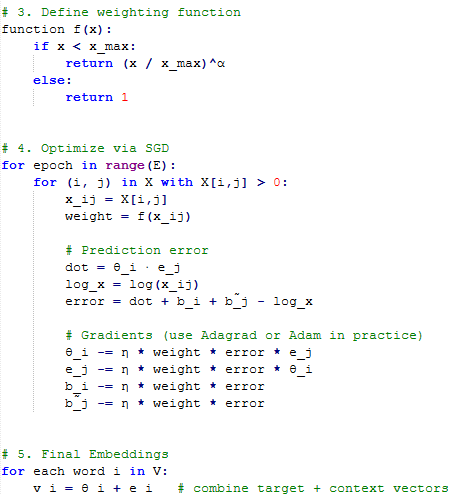 # 3. Define weighting function
function f(x):
    if x < x_max:
        return (x / x_max)^α
    else:
        return 1
# 4. Optimize via SGD
for epoch in range(E):
    for (i, j) in X with X[i,j] > 0:
        x_ij = X[i,j]
        weight = f(x_ij)
        # Prediction error
        dot = θ_i · e_j
        log_x = log(x_ij)
        error = dot + b_i + b̃_j - log_x
        # Gradients (use Adagrad or Adam in practice)
        θ_i -= η * weight * error * e_j
        e_j -= η * weight * error * θ_i
        b_i -= η * weight * error
        b̃_j -= η * weight * error
# 5. Final Embeddings
for each word i in V:
    v_i = θ_i + e_i   # combine target + context vectors